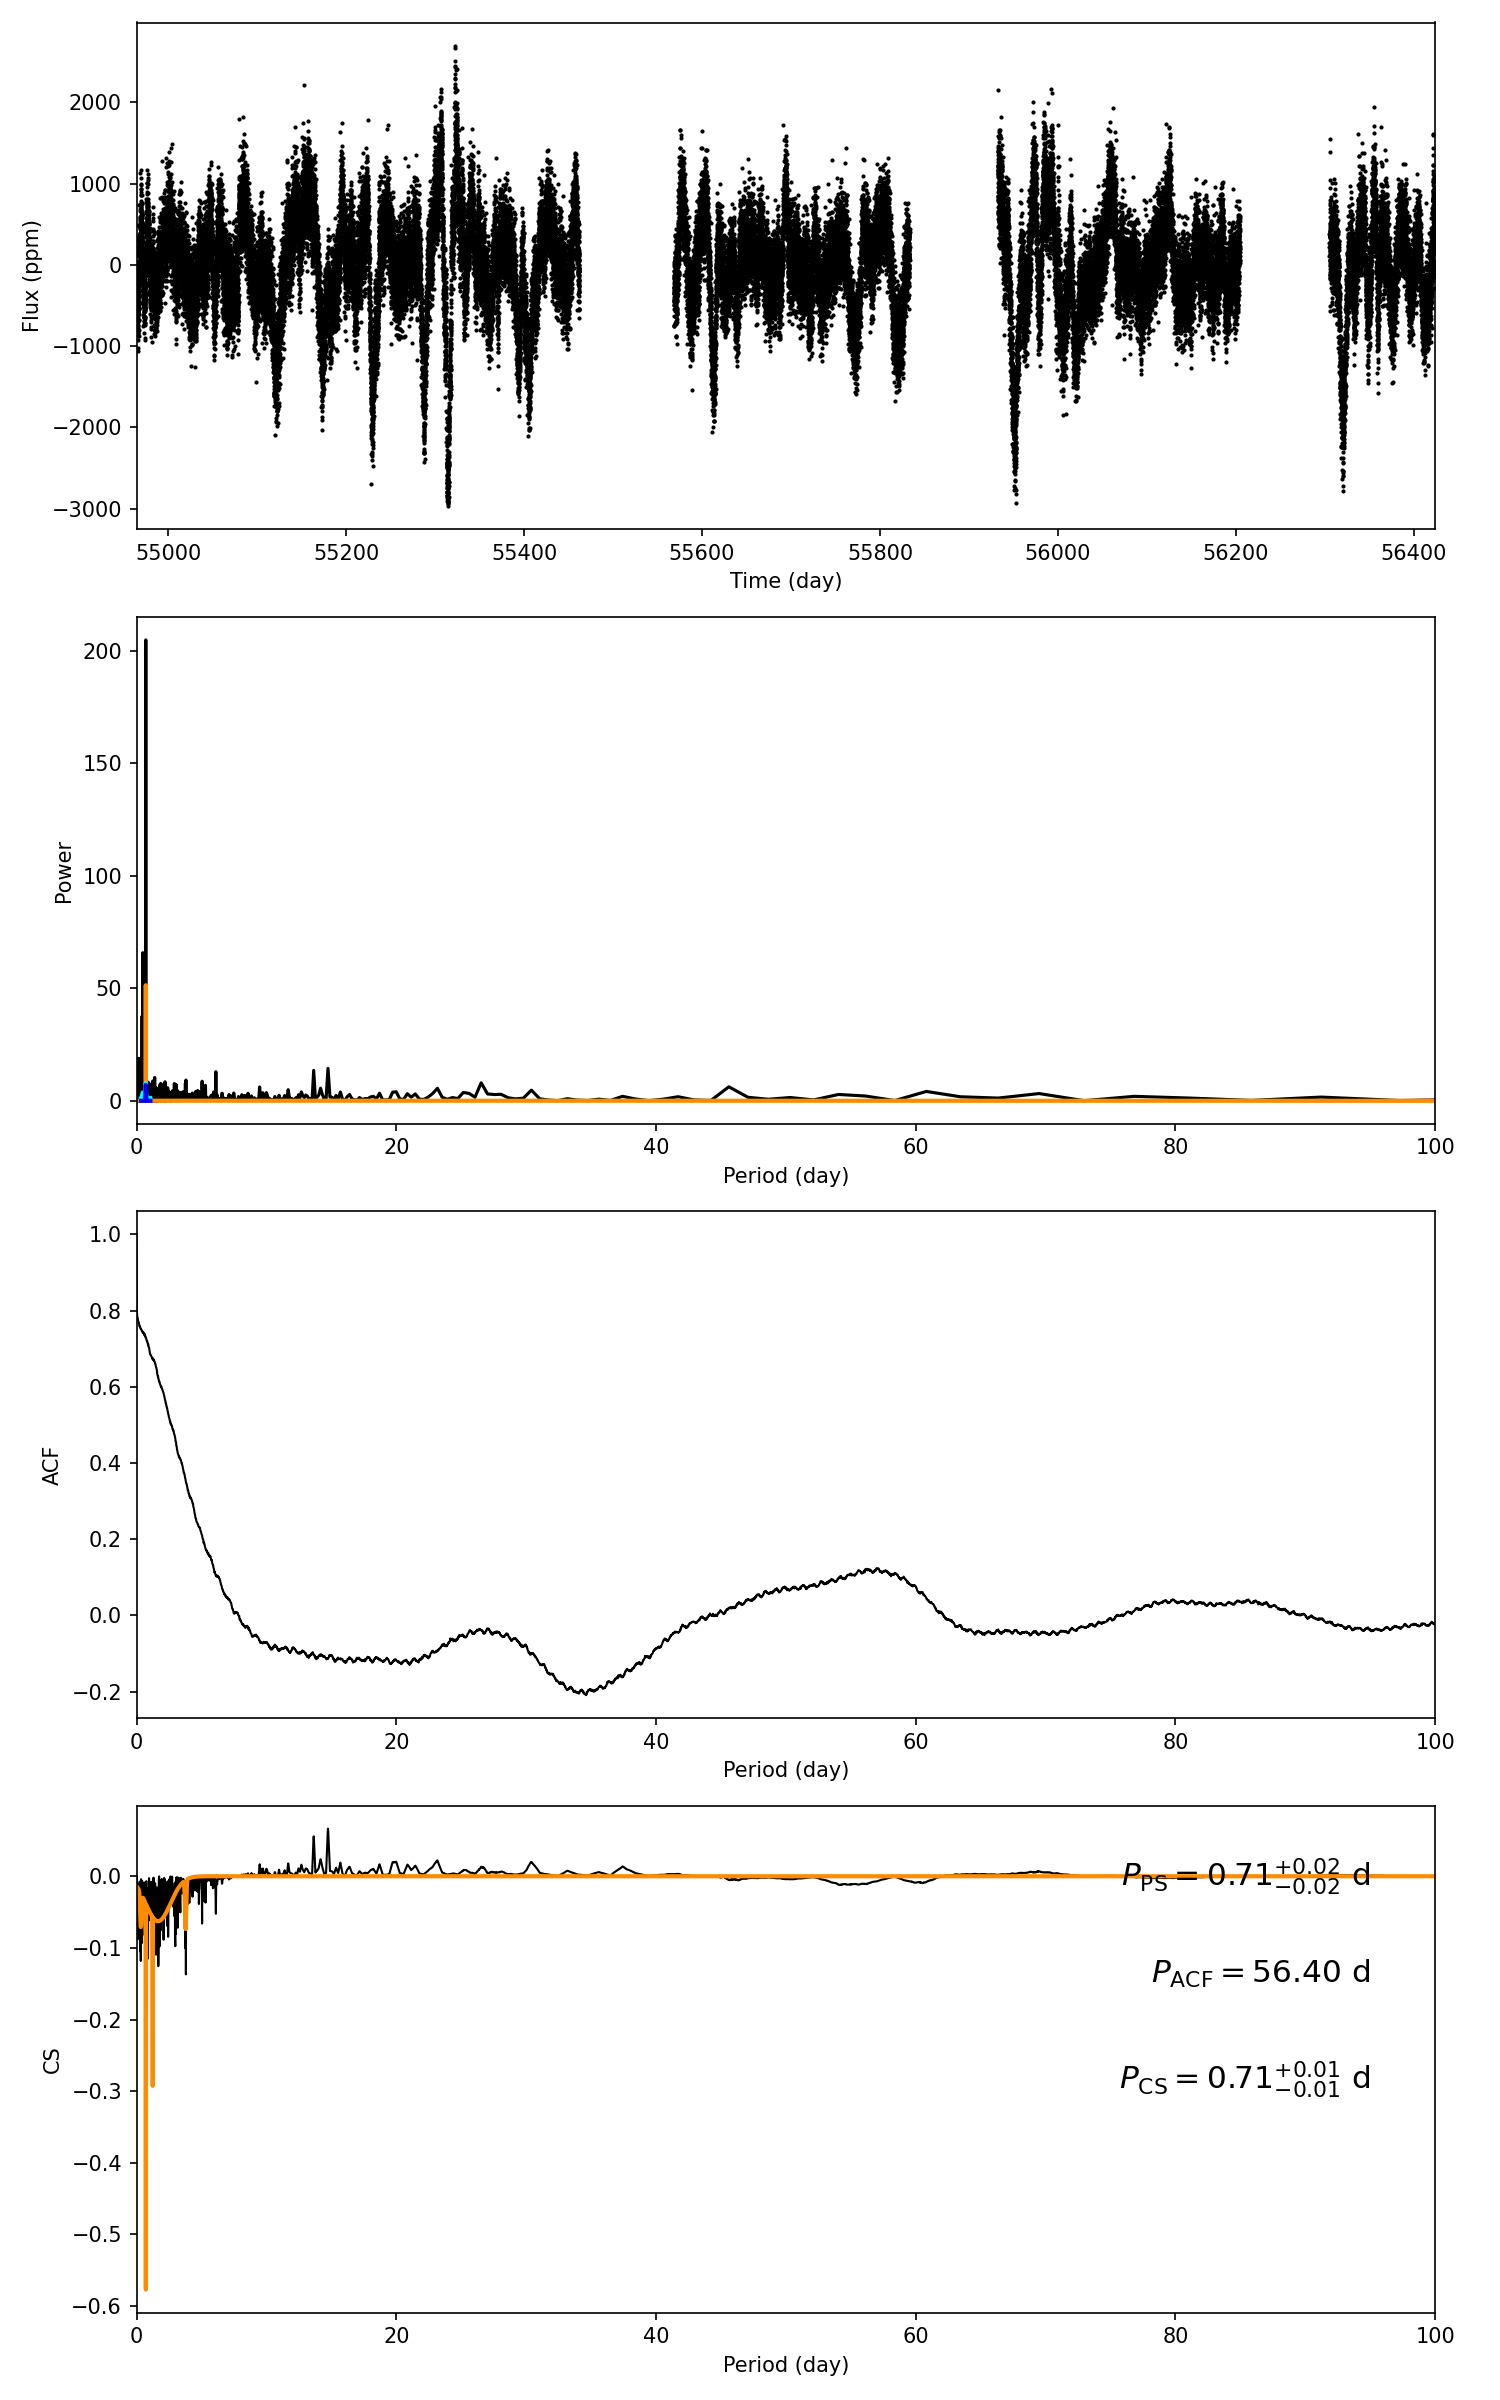 2000
1000
0
−1000
−2000
−3000
Flux (ppm)
55000 55200 55400 55600 55800 56000 56200 56400
Time (day)
200
150
100
50
0
Power
0 20 40 60 80 100
Period (day)
1.0
0.8
0.6
0.4
0.2
0.0
−0.2
ACF
0 20 40 60 80 100
Period (day)
0.0
−0.1
−0.2
−0.3
−0.4
−0.5
−0.6
CS
P_PS = 0.71 +0.02 −0.02 d
P_ACF = 56.40 d
P_CS = 0.71 +0.01 −0.01 d
0 20 40 60 80 100
Period (day)